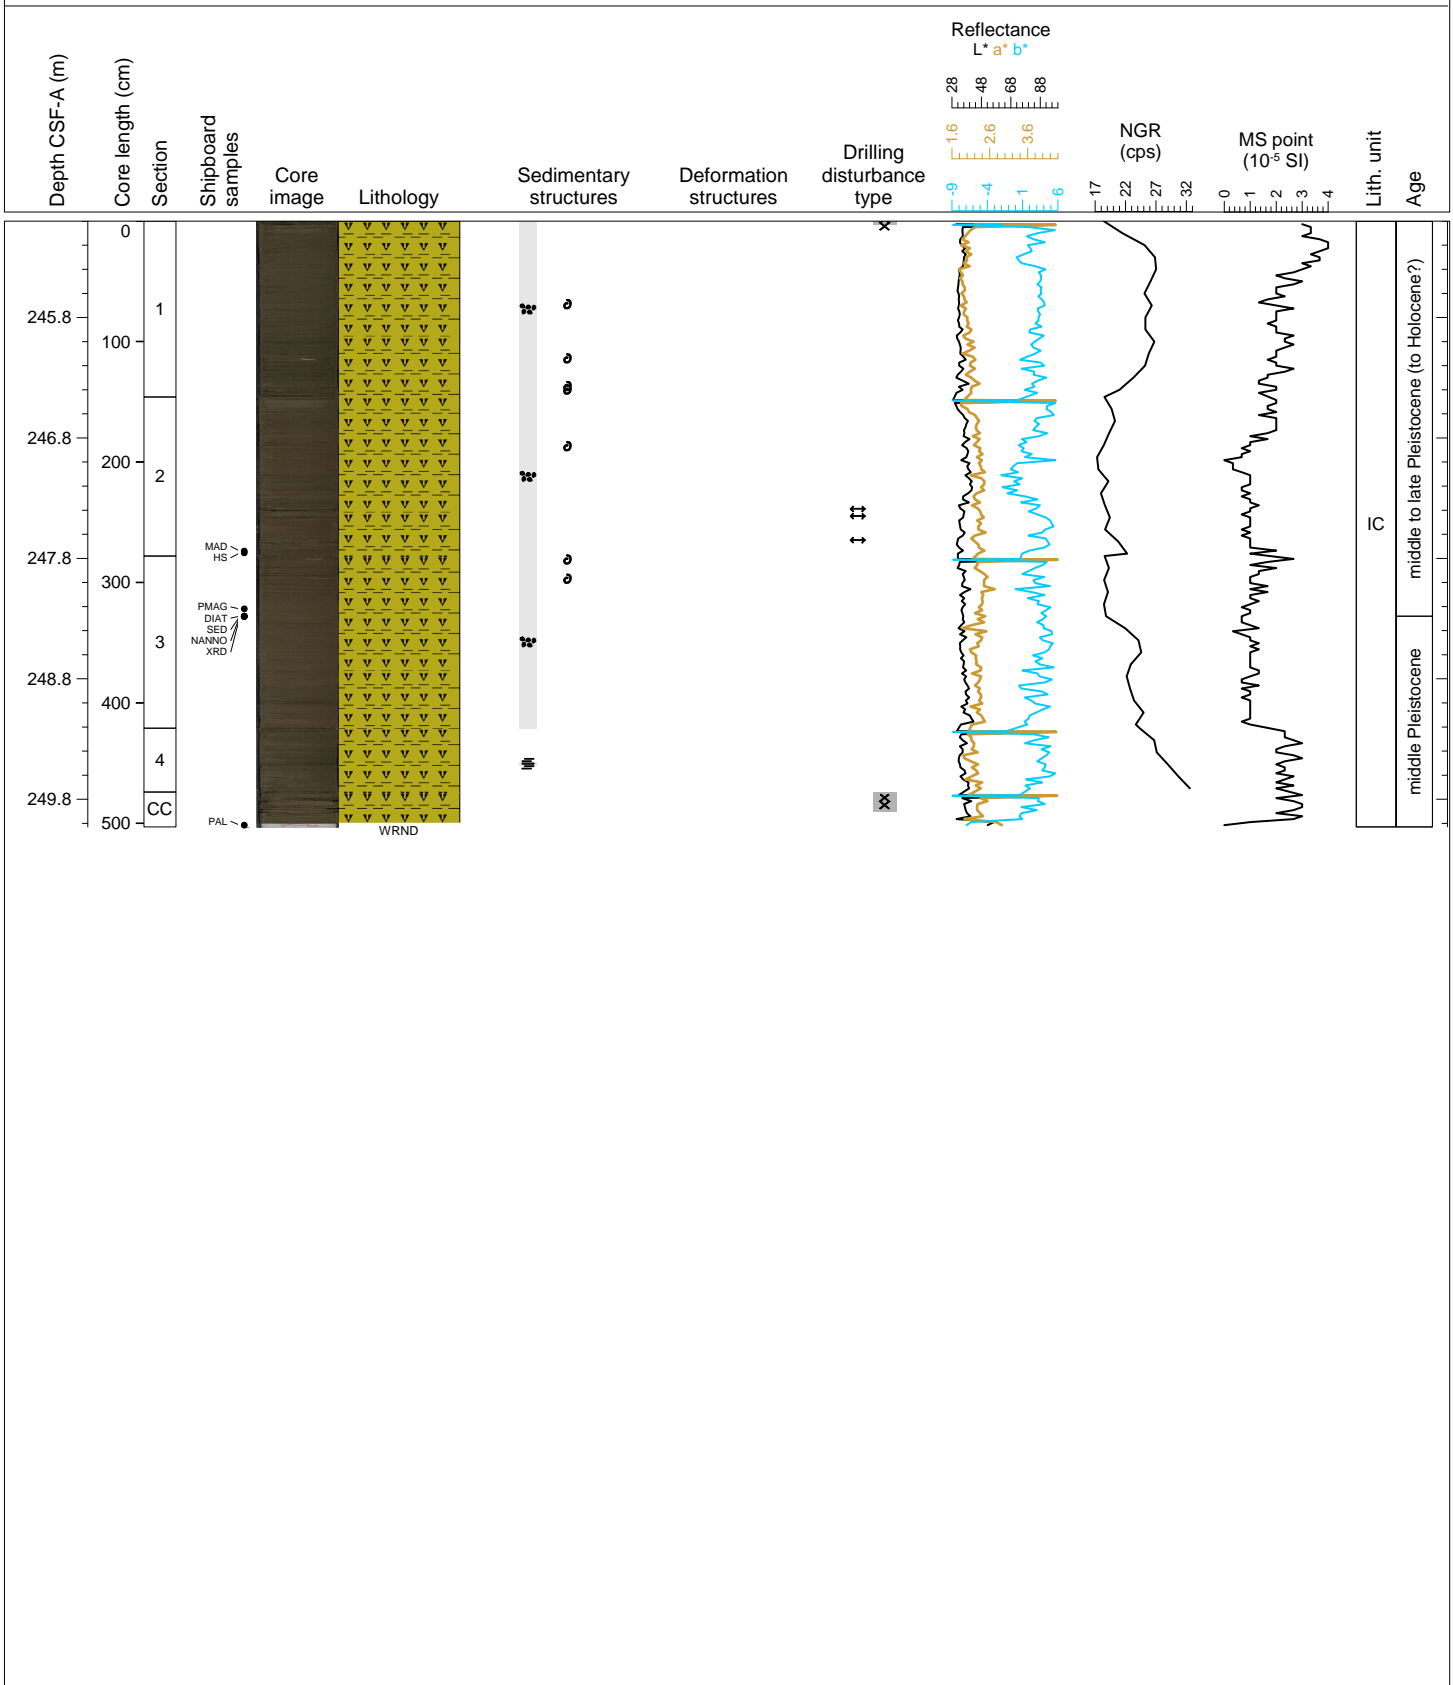 Depth CSF-A (m)
Core length (cm)
Section
Shipboard
samples
Core
image
Lithology
Sedimentary
structures
Deformation
structures
Drilling
disturbance
type
Reflectance
L* a* b*
28 48 68 88
1.6 2.6 3.6
-9 -4 1 6
NGR
(cps)
17 22 27 32
MS point
(10-5 SI)
0 1 2 3 4
Lith. unit
Age
0
1
245.8
100
246.8
200
2
MAD
HS
247.8
300
PMAG
DIAT
SED
NANNO
XRD
3
248.8
400
4
249.8
CC
500
PAL
WRND
IC
middle to late Pleistocene (to Holocene?)
middle Pleistocene